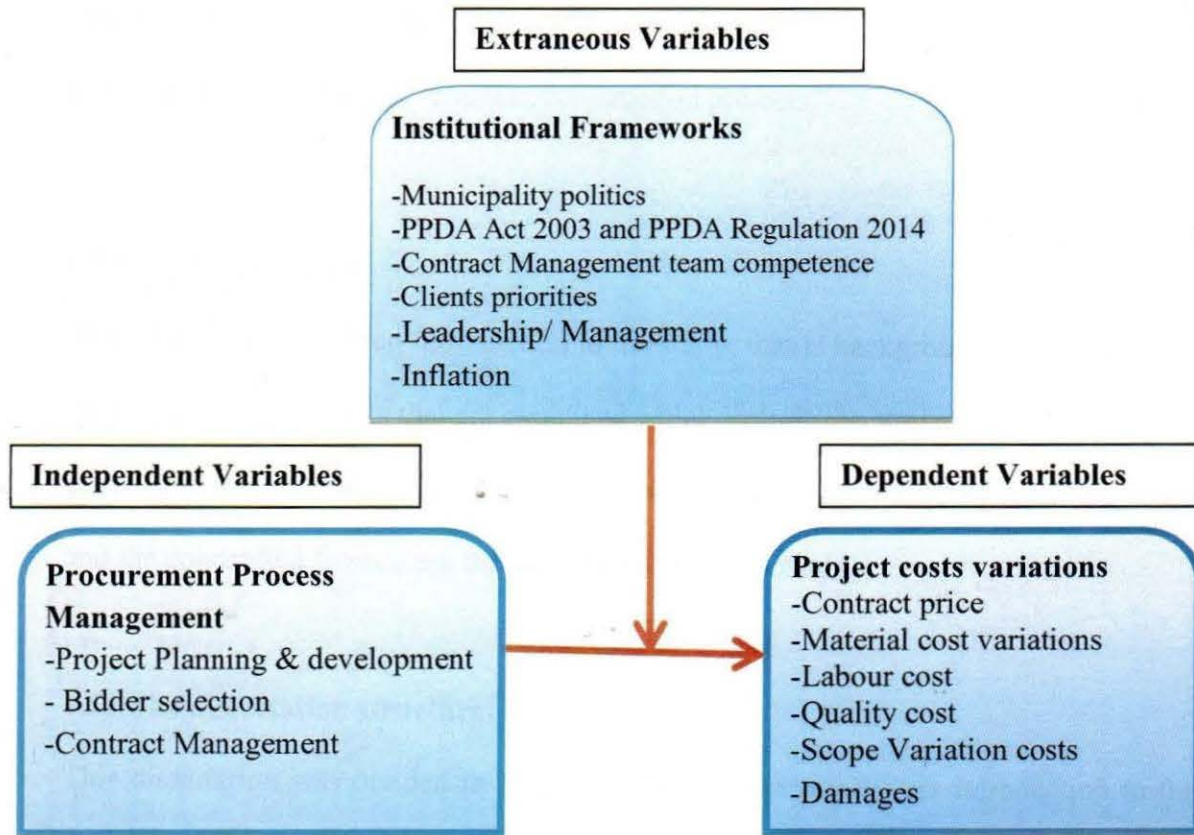 Extraneous Variables
Institutional Frameworks
-Municipality politics
-PPDA Act 2003 and PPDA Regulation 2014
-Contract Management team competence
-Clients priorities
-Leadership/ Management
-Inflation
Independent Variables
Procurement Process
Management
-Project Planning & development
- Bidder selection
-Contract Management
Dependent Variables
Project costs variations
-Contract price
-Material cost variations
-Labour cost
-Quality cost
-Scope Variation costs
-Damages